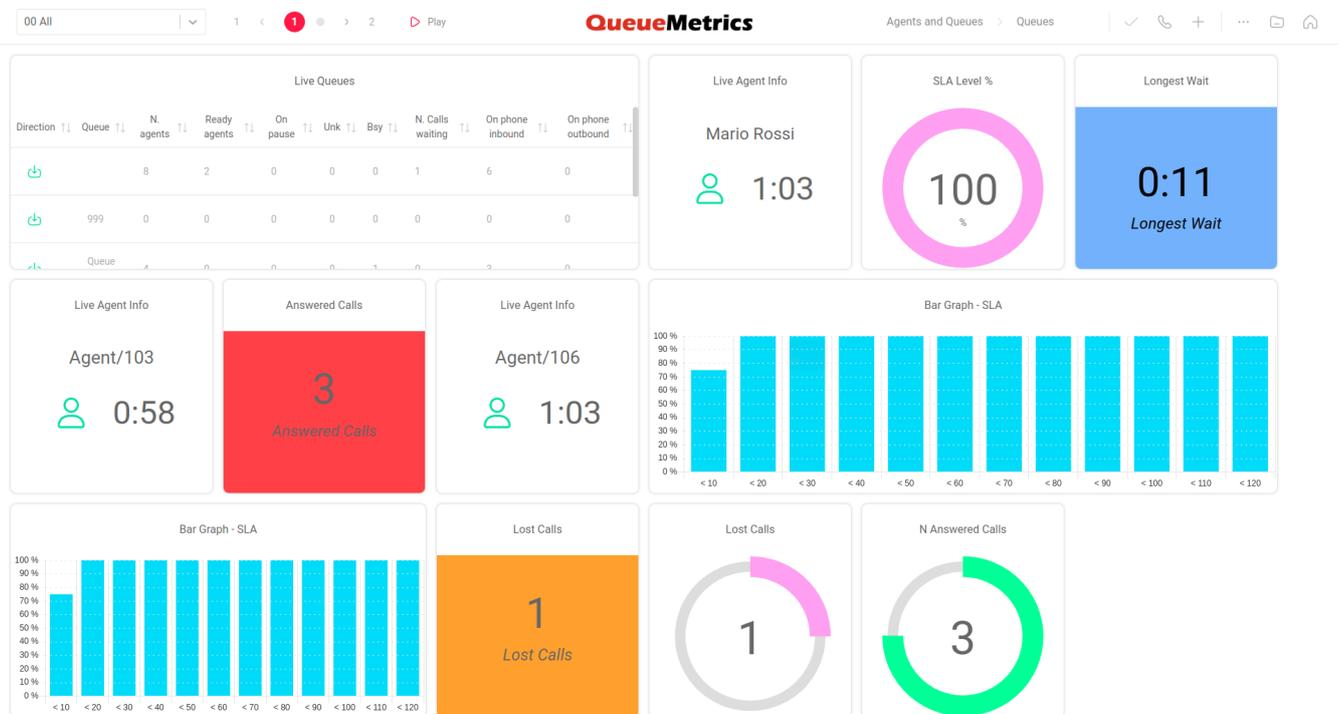 00 All
1
1
2
Play
QueueMetrics
Agents and Queues
Queues
Live Queues
Direction Queue N. agents Ready agents On pause Unk Bsy N. Calls waiting On phone inbound On phone outbound
8 2 0 0 0 1 6 0
999 0 0 0 0 0 0 0 0
Queue
Live Agent Info
Mario Rossi
1:03
SLA Level %
100
%
Longest Wait
0:11
Longest Wait
Live Agent Info
Agent/103
0:58
Answered Calls
3
Answered Calls
Live Agent Info
Agent/106
1:03
Bar Graph - SLA
100 %
90 %
80 %
70 %
60 %
50 %
40 %
30 %
20 %
10 %
0 %
< 10 < 20 < 30 < 40 < 50 < 60 < 70 < 80 < 90 < 100 < 110 < 120
Bar Graph - SLA
100 %
90 %
80 %
70 %
60 %
50 %
40 %
30 %
20 %
10 %
0 %
< 10 < 20 < 30 < 40 < 50 < 60 < 70 < 80 < 90 < 100 < 110 < 120
Lost Calls
1
Lost Calls
Lost Calls
1
N Answered Calls
3